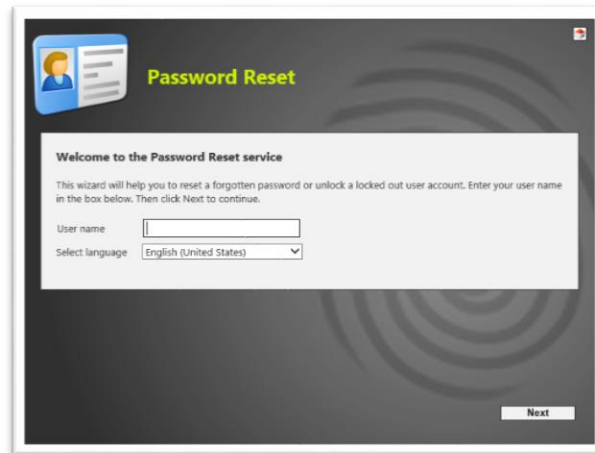 Password Reset
Welcome to the Password Reset service
This wizard will help you to reset a forgotten password or unlock a locked out user account. Enter your user name
in the box below. Then click Next to continue.
User name
Select language English (United States)
Next